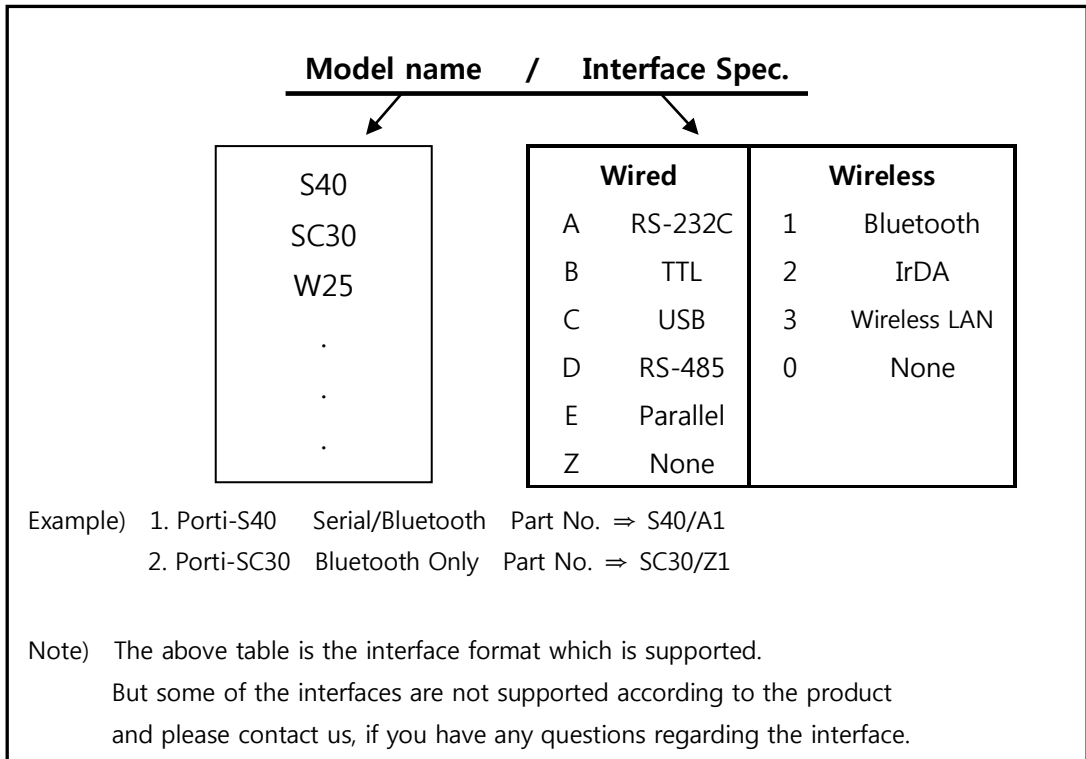 Model name / Interface Spec.
S40
SC30
W25
.
.
.
Wired Wireless
A RS-232C 1 Bluetooth
B TTL 2 IrDA
C USB 3 Wireless LAN
D RS-485 0 None
E Parallel
Z None
Example) 1. Porti-S40 Serial/Bluetooth Part No. ⇒ S40/A1
2. Porti-SC30 Bluetooth Only Part No. ⇒ SC30/Z1
Note) The above table is the interface format which is supported.
But some of the interfaces are not supported according to the product
and please contact us, if you have any questions regarding the interface.